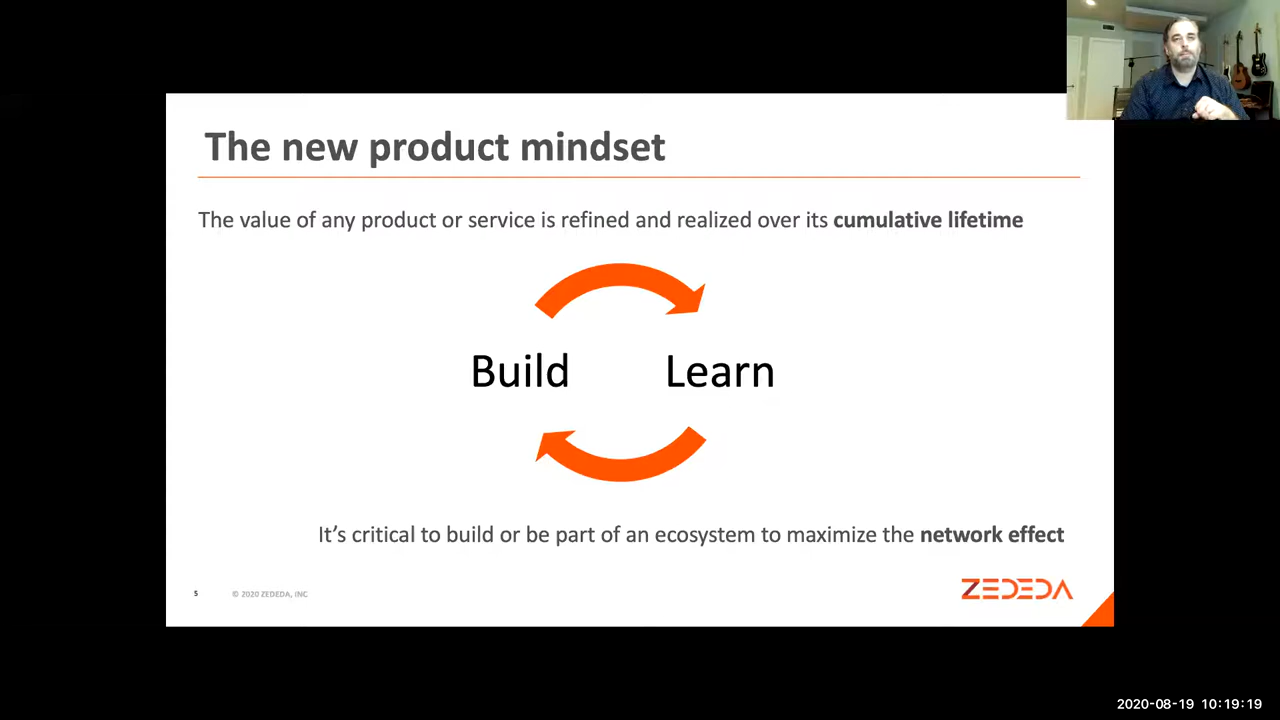 The new product mindset
The value of any product or service is refined and realized over its cumulative lifetime
Build Learn
It's critical to build or be part of an ecosystem to maximize the network effect
5 © 2020 ZEDEDA, INC
ZEDEDA
2020-08-19 10:19:19